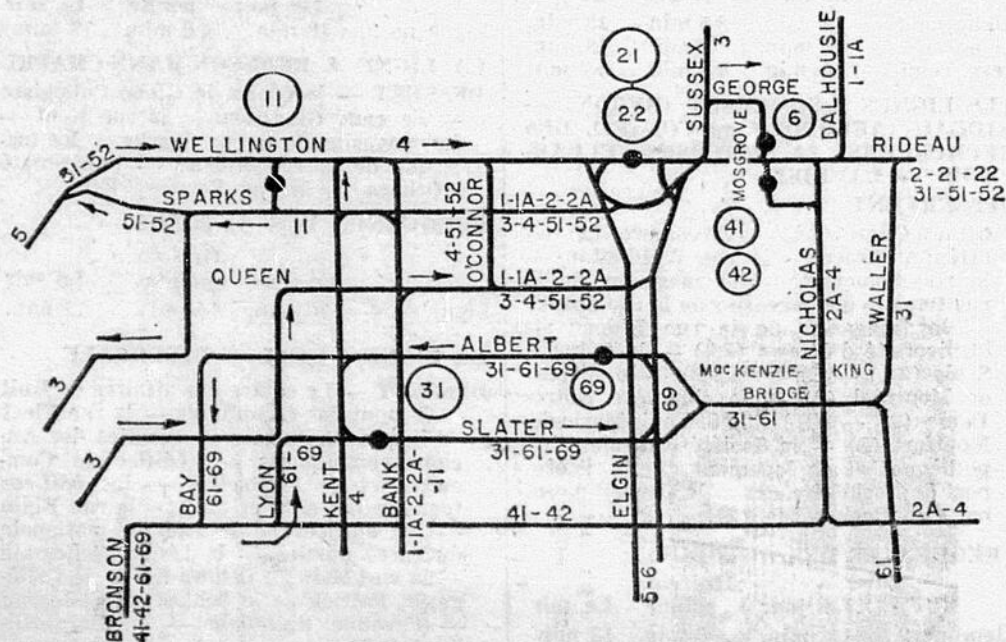 11
21
22
SUSSEX
3
GEORGE
6
DALHOUSIE
1-1A
WELLINGTON
4
MOSGROVE
RIDEAU
51-52
2-21-22
31-51-52
SPARKS
O'CONNOR
4-51-52
1-1A-2-2A
3-4-51-52
51-52
11
5
41
42
QUEEN
1-1A-2-2A
3-4-51-52
NICHOLAS
2A-4
WALLER
31
3
ALBERT
31-61-69
31
69
69
MacKENZIE
KING
BRIDGE
31-61
3
SLATER
31-61-69
BAY
61-69
LYON
61-69
KENT
4
BANK
1-1A-2-2A-
-11
ELGIN
5-6
41-42
2A-4
61
BRONSON
41-42-61-69